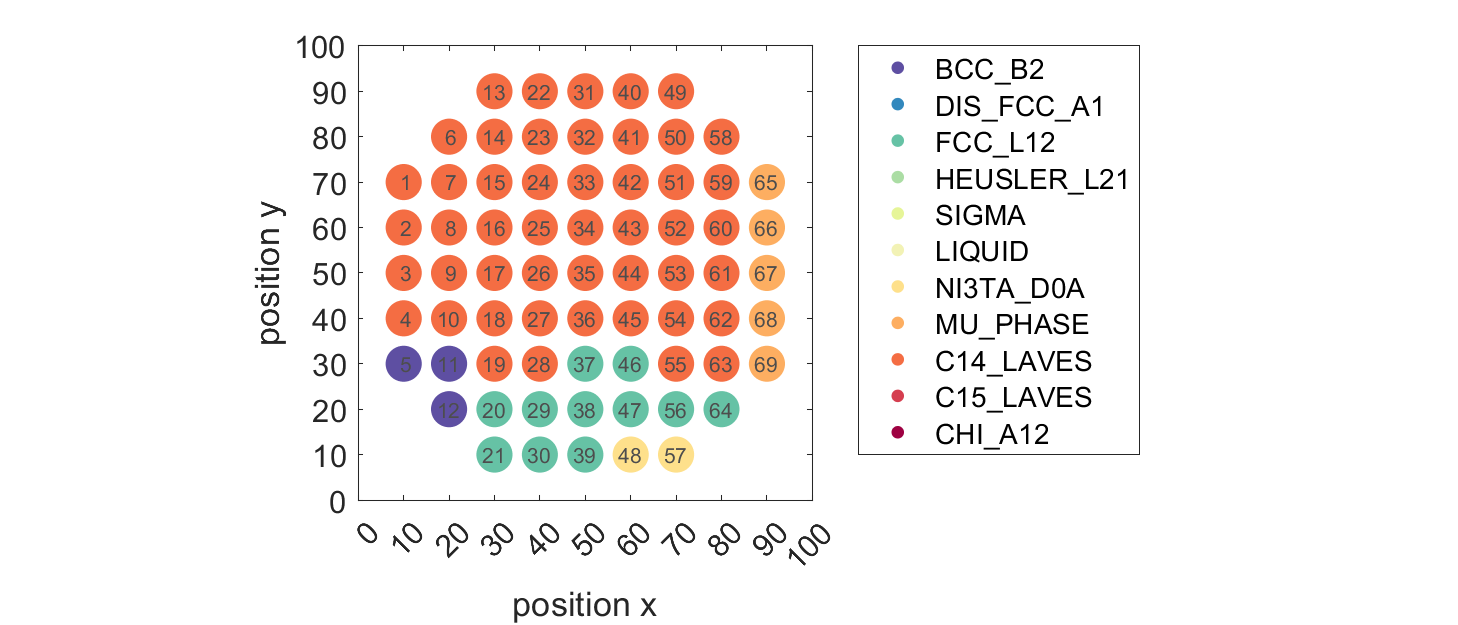 100
90
80
70
60
50
40
30
20
10
0
position y
13 22 31 40 49
6 14 23 32 41 50 58
1 7 15 24 33 42 51 59 65
2 8 16 25 34 43 52 60 66
3 9 17 26 35 44 53 61 67
4 10 18 27 36 45 54 62 68
5 11 19 28 37 46 55 63 69
12 20 29 38 47 56 64
21 30 39 48 57
0 10 20 30 40 50 60 70 80 90 100
position x
BCC_B2
DIS_FCC_A1
FCC_L12
HEUSLER_L21
SIGMA
LIQUID
NI3TA_D0A
MU_PHASE
C14_LAVES
C15_LAVES
CHI_A12